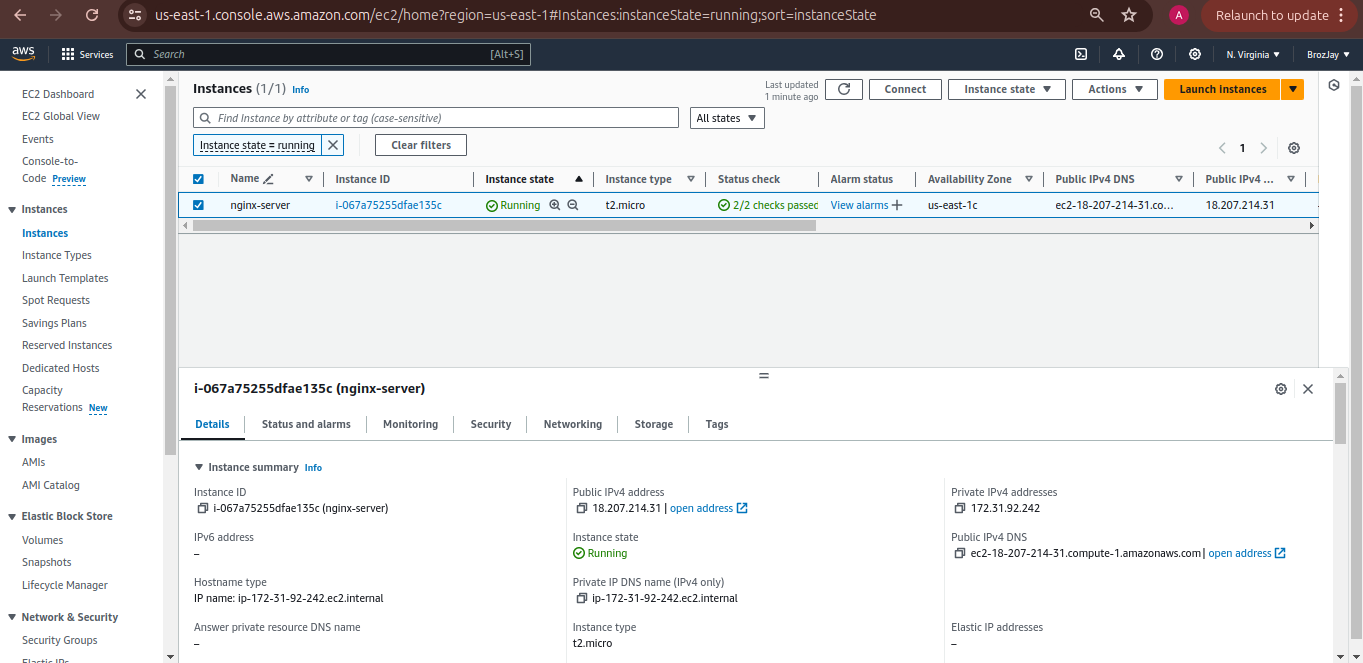 us-east-1.console.aws.amazon.com/ec2/home?region=us-east-1#Instances:instanceState=running;sort=instanceState
A
Relaunch to update
aws
Services
Search
[Alt+S]
N. Virginia
BrozJay
EC2 Dashboard
EC2 Global View
Events
Console-to-
Code Preview
Instances
Instances
Instance Types
Launch Templates
Spot Requests
Savings Plans
Reserved Instances
Dedicated Hosts
Capacity
Reservations New
Images
AMIs
AMI Catalog
Elastic Block Store
Volumes
Snapshots
Lifecycle Manager
Network & Security
Security Groups
Elastic IPs
Instances (1/1) Info
Last updated
1 minute ago
Connect
Instance state
Actions
Launch instances
Find Instance by attribute or tag (case-sensitive)
All states
Instance state = running
Clear filters
1
Name
Instance ID
Instance state
Instance type
Status check
Alarm status
Availability Zone
Public IPv4 DNS
Public IPv4 ...
nginx-server
i-067a75255dfae135c
Running
t2.micro
2/2 checks passed
View alarms
us-east-1c
ec2-18-207-214-31.co...
18.207.214.31
–
i-067a75255dfae135c (nginx-server)
Details
Status and alarms
Monitoring
Security
Networking
Storage
Tags
Instance summary Info
Instance ID
i-067a75255dfae135c (nginx-server)
Public IPv4 address
18.207.214.31 | open address
Private IPv4 addresses
172.31.92.242
IPv6 address
–
Instance state
Running
Public IPv4 DNS
ec2-18-207-214-31.compute-1.amazonaws.com | open address
Hostname type
IP name: ip-172-31-92-242.ec2.internal
Private IP DNS name (IPv4 only)
ip-172-31-92-242.ec2.internal
Answer private resource DNS name
–
Instance type
t2.micro
Elastic IP addresses
–